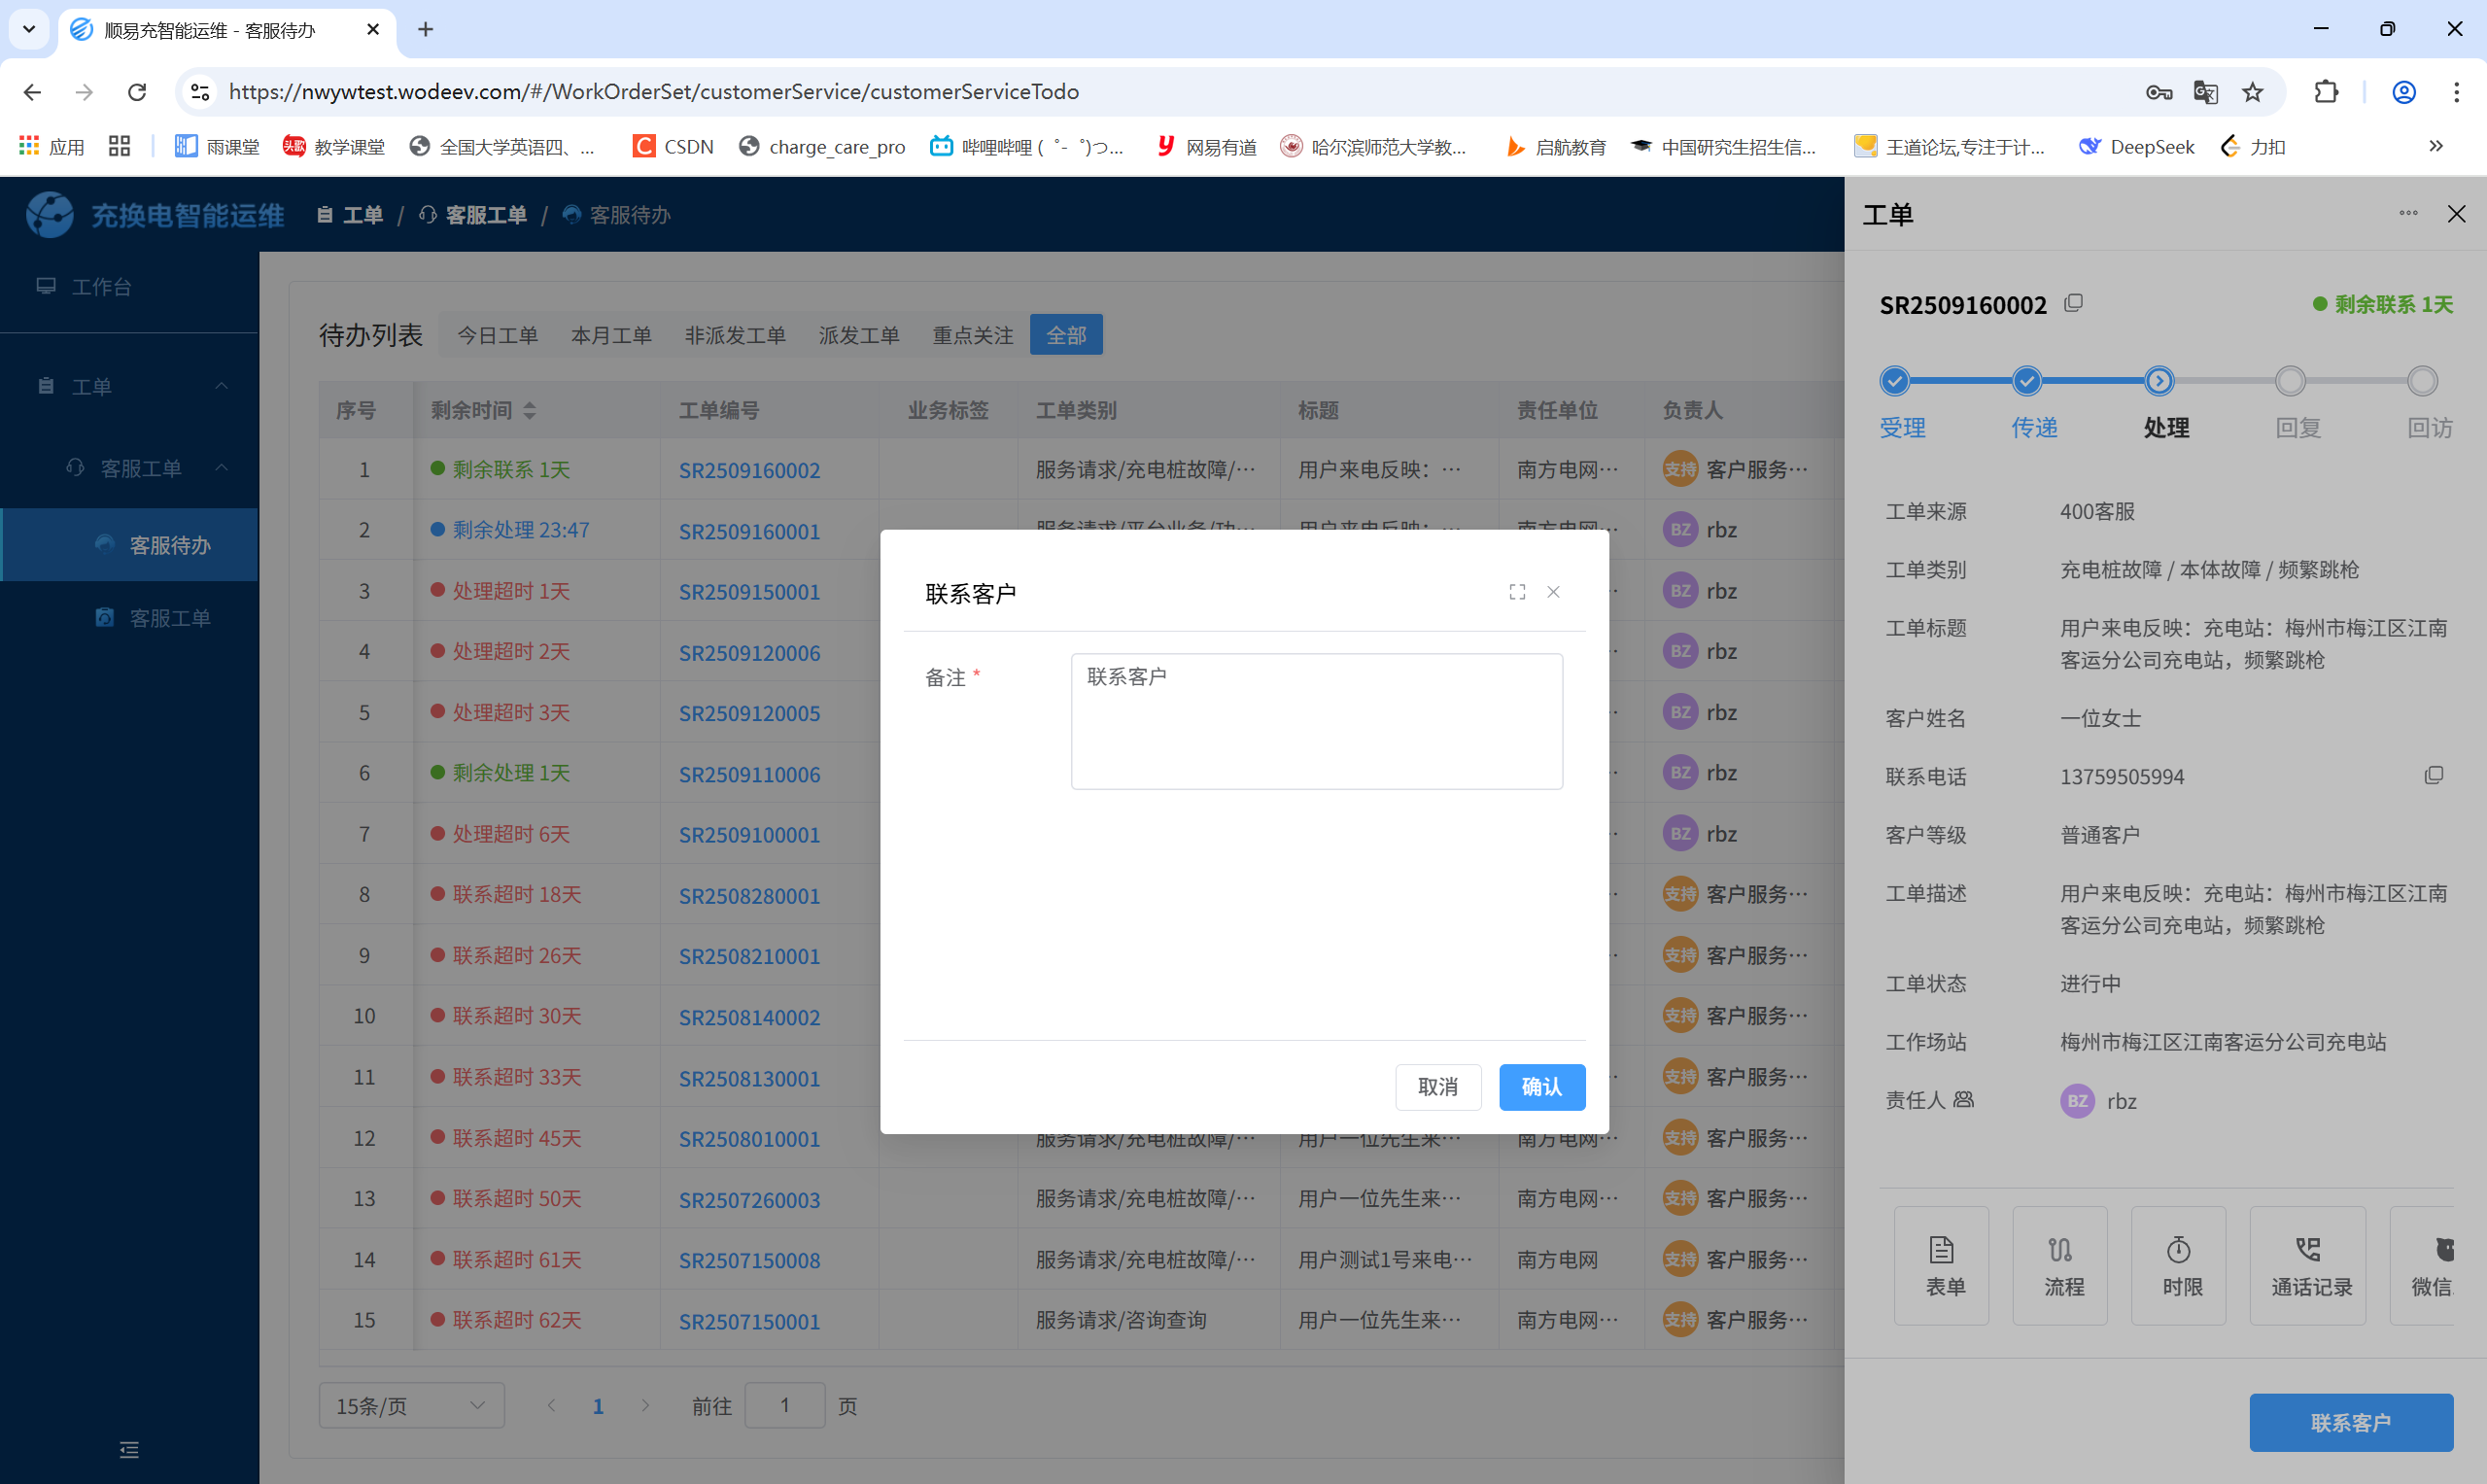 顺易充智能运维 - 客服待办
https://nwywtest.wodeev.com/#/WorkOrderSet/customerService/customerServiceTodo
应用 雨课堂 教学课堂 全国大学英语四、... CSDN charge_care_pro 哔哩哔哩 (゜-゜)つ... 网易有道 哈尔滨师范大学教... 启航教育 中国研究生招生信... 王道论坛,专注于计... DeepSeek 力扣
充换电智能运维 工单 / 客服工单 / 客服待办
工作台
工单
客服工单
客服待办
客服工单
待办列表 今日工单 本月工单 非派发工单 派发工单 重点关注 全部
序号 剩余时间 工单编号 业务标签 工单类别 标题 责任单位 负责人
1 剩余联系 1天 SR2509160002 服务请求/充电桩故障/… 用户来电反映：… 南方电网… 支持 客户服务…
2 剩余处理 23:47 SR2509160001 服务请求/平台业务/功… 用户来电反映：… 南方电网… BZ rbz
3 处理超时 1天 SR2509150001 BZ rbz
4 处理超时 2天 SR2509120006 BZ rbz
5 处理超时 3天 SR2509120005 BZ rbz
6 剩余处理 1天 SR2509110006 BZ rbz
7 处理超时 6天 SR2509100001 BZ rbz
8 联系超时 18天 SR2508280001 支持 客户服务…
9 联系超时 26天 SR2508210001 支持 客户服务…
10 联系超时 30天 SR2508140002 支持 客户服务…
11 联系超时 33天 SR2508130001 支持 客户服务…
12 联系超时 45天 SR2508010001 服务请求/充电桩故障/… 用户一位先生来… 南方电网… 支持 客户服务…
13 联系超时 50天 SR2507260003 服务请求/充电桩故障/… 用户一位先生来… 南方电网… 支持 客户服务…
14 联系超时 61天 SR2507150008 服务请求/充电桩故障/… 用户测试1号来电… 南方电网 支持 客户服务…
15 联系超时 62天 SR2507150001 服务请求/咨询查询 用户一位先生来… 南方电网… 支持 客户服务…
15条/页 1 前往 1 页
联系客户
备注 * 联系客户
取消 确认
工单
SR2509160002 剩余联系 1天
受理 传递 处理 回复 回访
工单来源 400客服
工单类别 充电桩故障 / 本体故障 / 频繁跳枪
工单标题 用户来电反映：充电站：梅州市梅江区江南
客运分公司充电站，频繁跳枪
客户姓名 一位女士
联系电话 13759505994
客户等级 普通客户
工单描述 用户来电反映：充电站：梅州市梅江区江南
客运分公司充电站，频繁跳枪
工单状态 进行中
工作场站 梅州市梅江区江南客运分公司充电站
责任人 BZ rbz
表单 流程 时限 通话记录 微信
联系客户